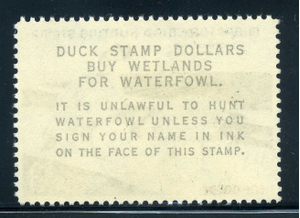 DUCK STAMP DOLLARS
BUY WETLANDS
FOR WATERFOWL.
IT IS UNLAWFUL TO HUNT
WATERFOWL UNLESS YOU
SIGN YOUR NAME IN INK
ON THE FACE OF THIS STAMP.